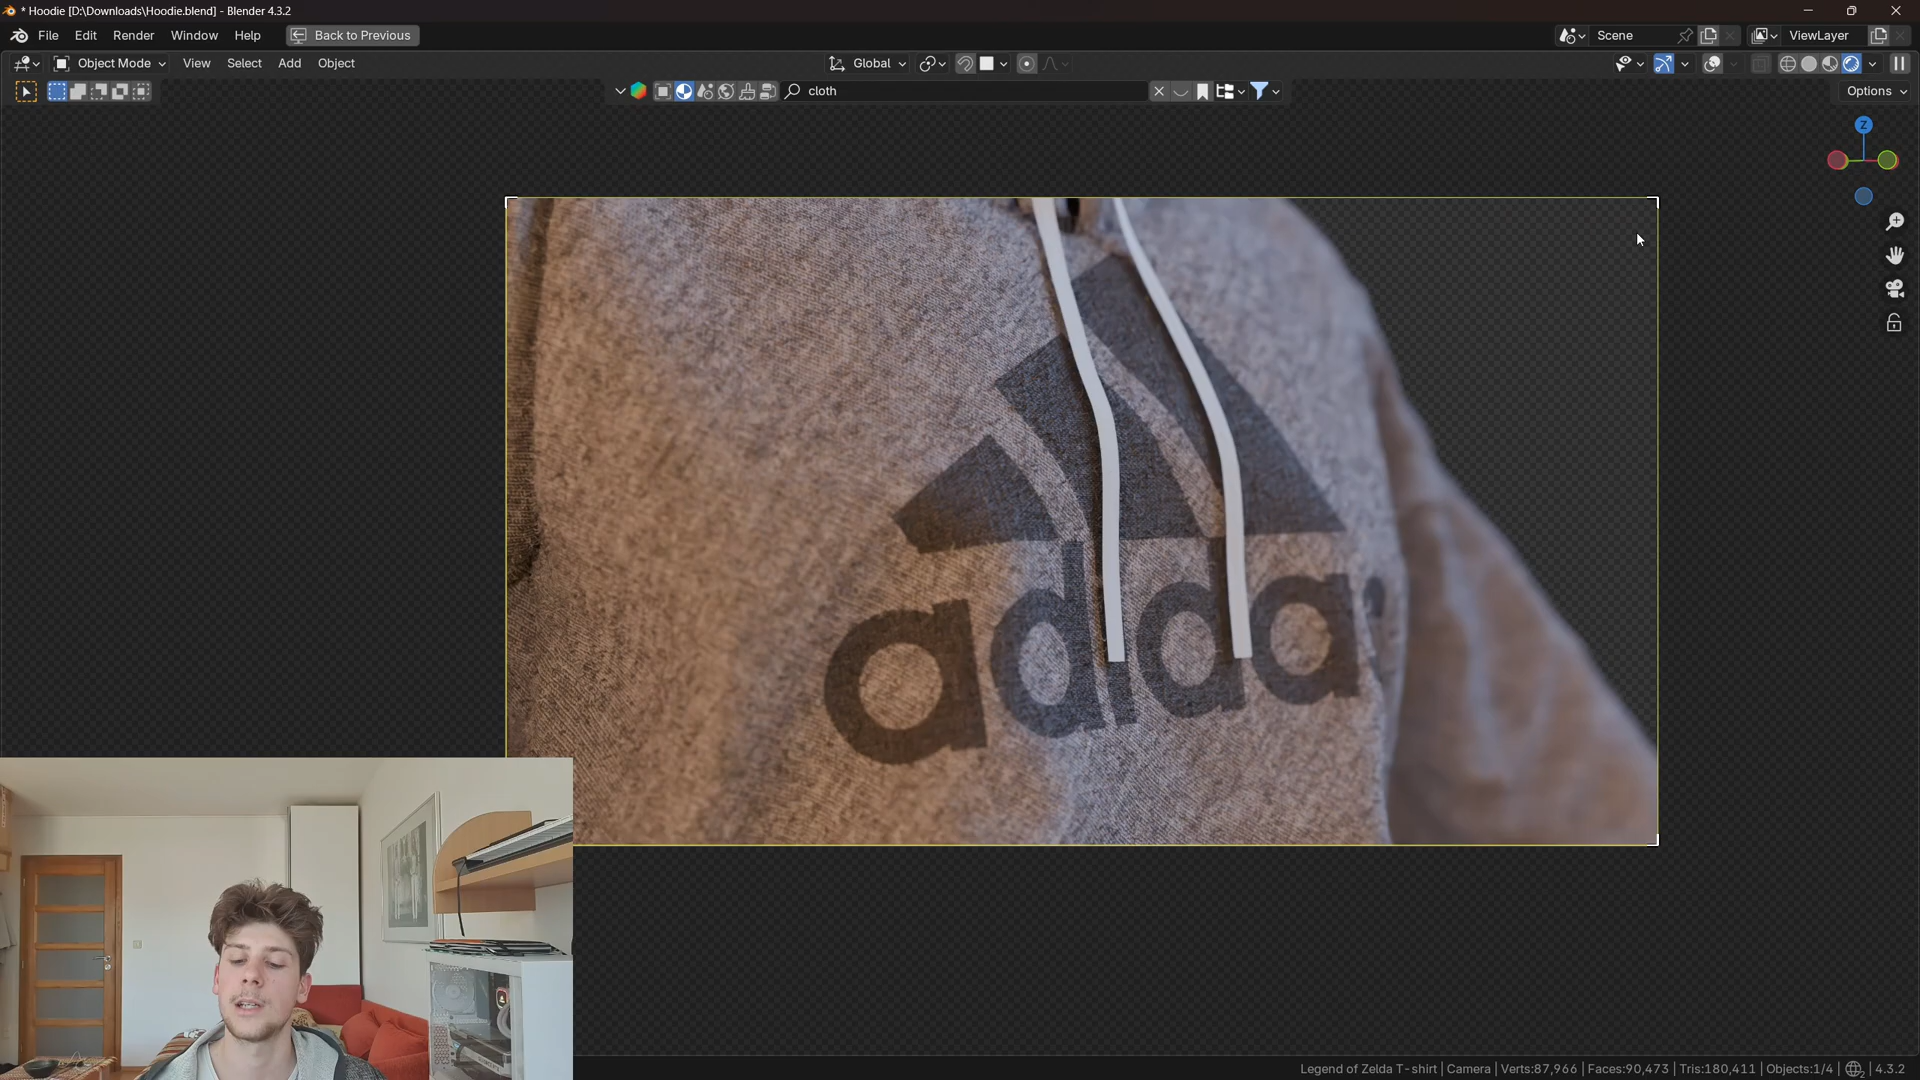 * Hoodie [D:\Downloads\Hoodie.blend] - Blender 4.3.2
File Edit Render Window Help Back to Previous Scene ViewLayer
Object Mode View Select Add Object Global
cloth Options
Z
adidas
Legend of Zelda T-shirt | Camera | Verts:87,966 | Faces:90,473 | Tris:180,411 | Objects:1/4 | 4.3.2